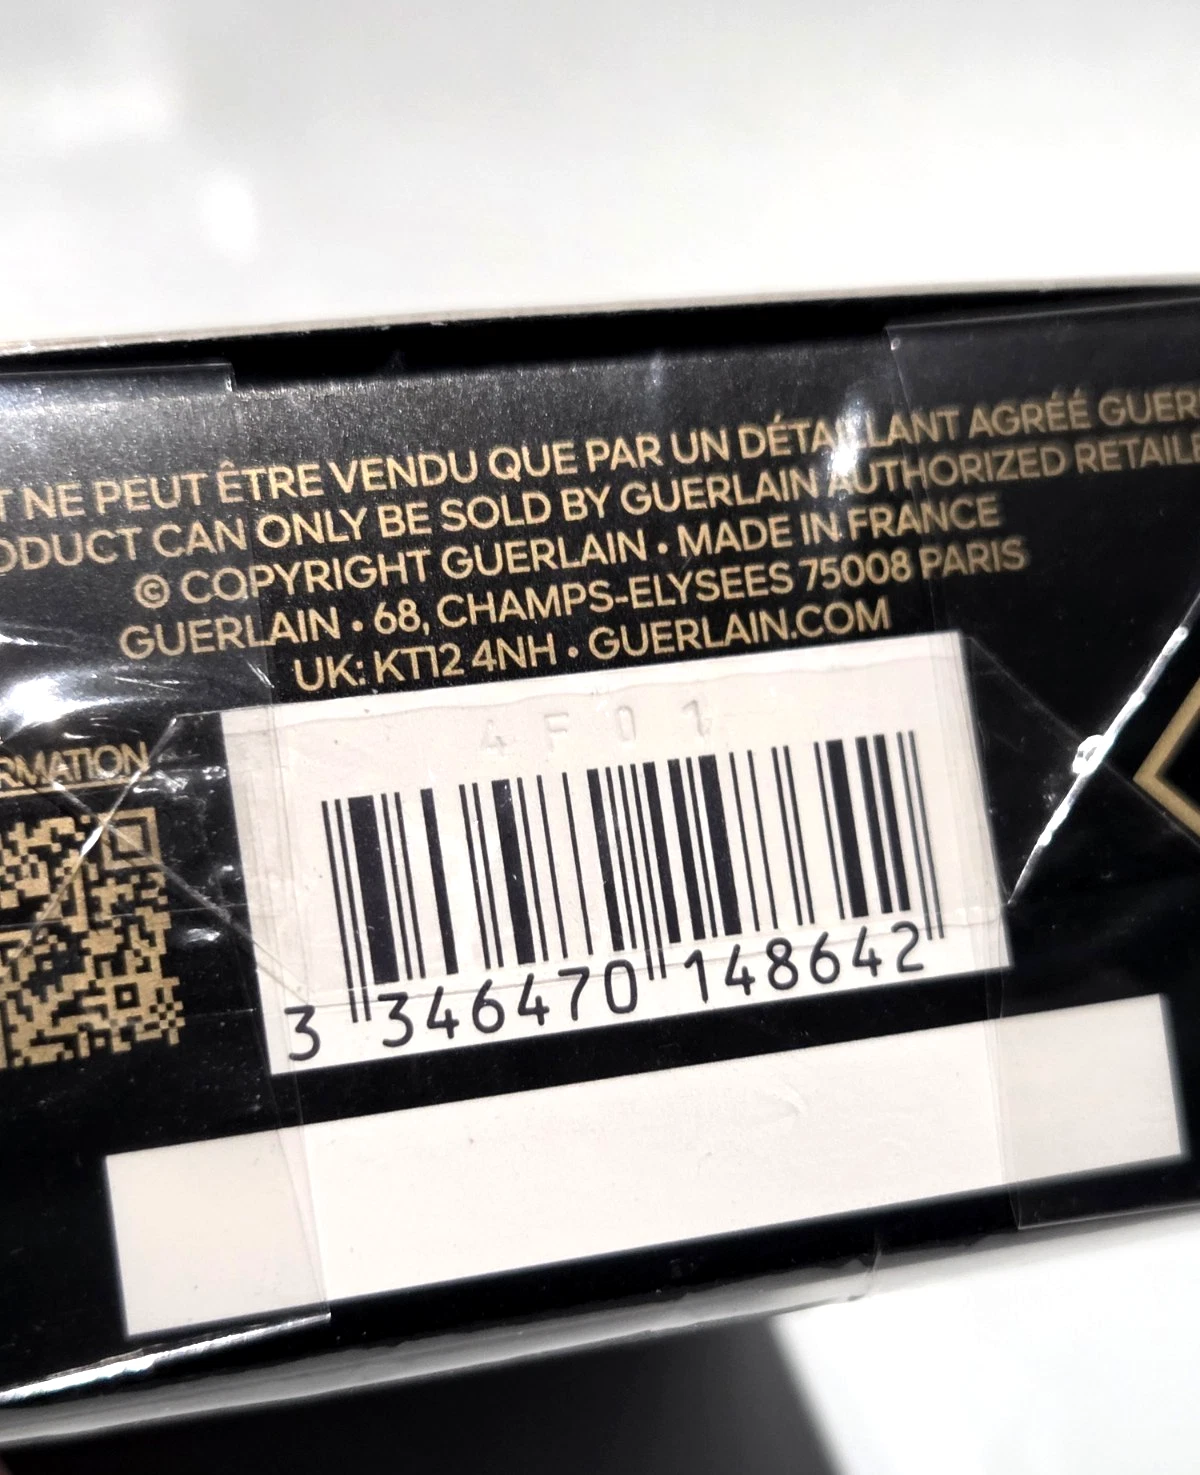 NE PEUT ÊTRE VENDU QUE PAR UN DÉTAILLANT AGRÉÉ GUER
ODUCT CAN ONLY BE SOLD BY GUERLAIN AUTHORIZED RETAILE
© COPYRIGHT GUERLAIN • MADE IN FRANCE
GUERLAIN • 68, CHAMPS-ELYSEES 75008 PARIS
UK: KT12 4NH • GUERLAIN.COM
4F01
RMATION
3 346470 148642